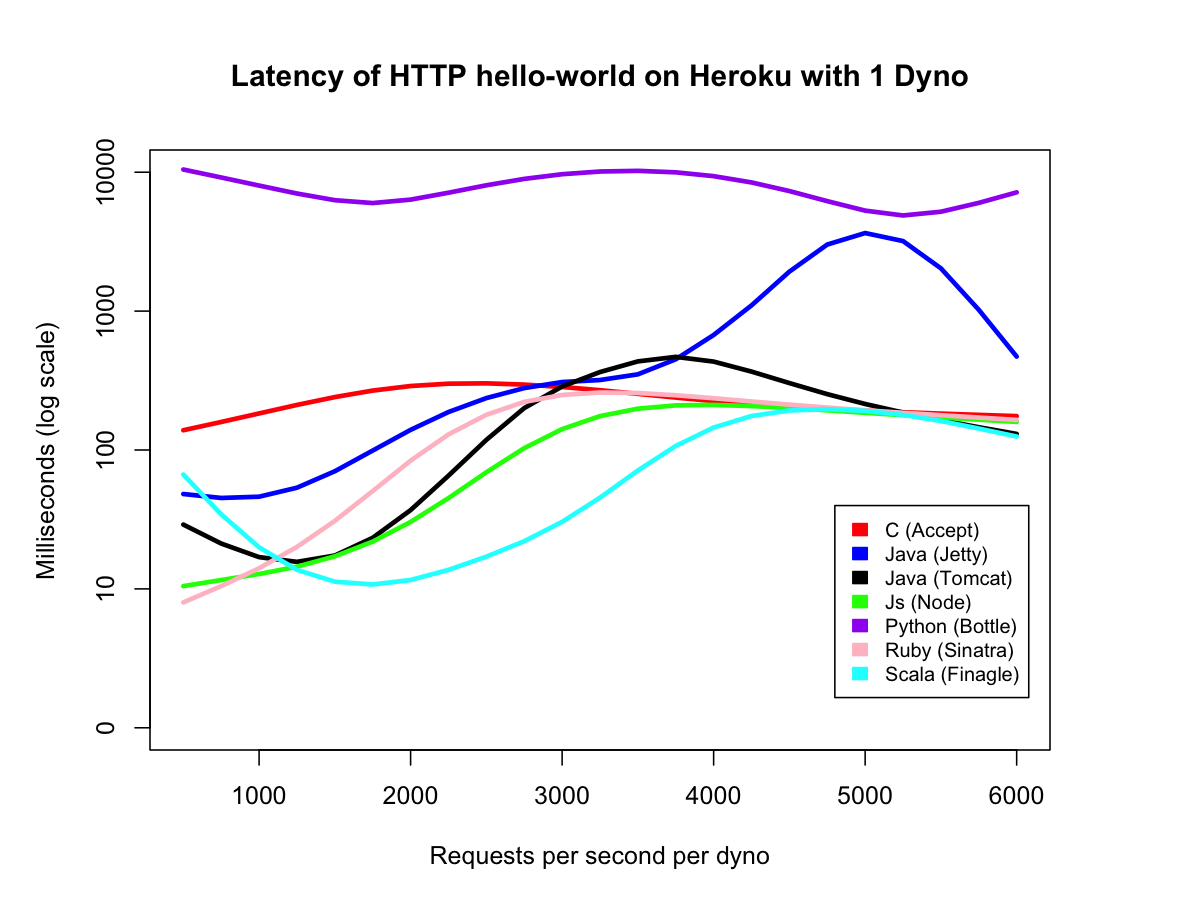 Latency of HTTP hello-world on Heroku with 1 Dyno
Milliseconds (log scale)
10000
1000
100
10
0
C (Accept)
Java (Jetty)
Java (Tomcat)
Js (Node)
Python (Bottle)
Ruby (Sinatra)
Scala (Finagle)
1000 2000 3000 4000 5000 6000
Requests per second per dyno